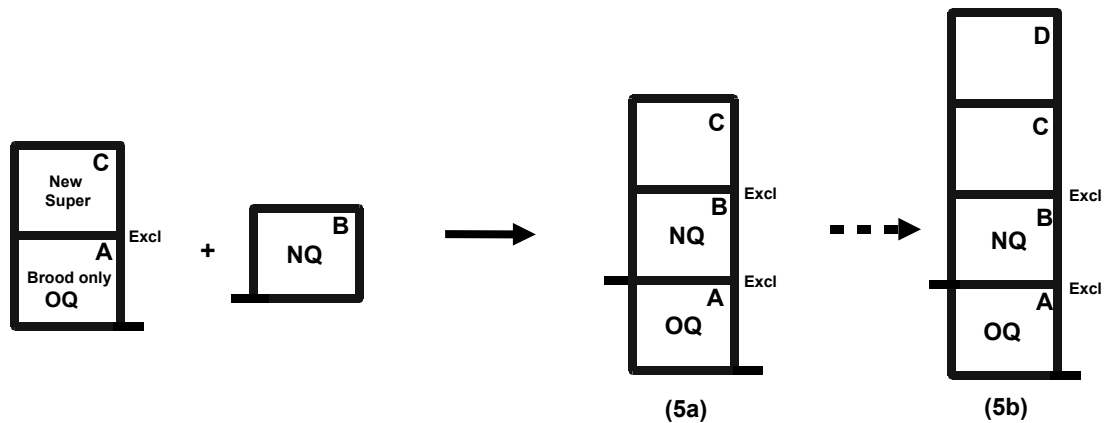 C
New
Super
Excl
A
Brood only
OQ
+
B
NQ
C
Excl
B
NQ
Excl
A
OQ
(5a)
D
C
Excl
B
NQ
Excl
A
OQ
(5b)